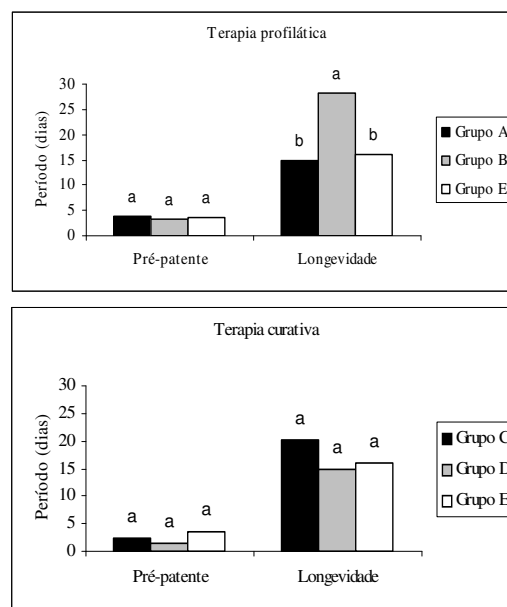 Terapia profilática
Período (dias)
30
25
20
15
10
5
0
a
a
a
b
a
b
Pré-patente
Longevidade
Grupo A
Grupo B
Grupo E
Terapia curativa
Período (dias)
30
25
20
15
10
5
0
a
a
a
a
a
a
Pré-patente
Longevidade
Grupo C
Grupo D
Grupo E